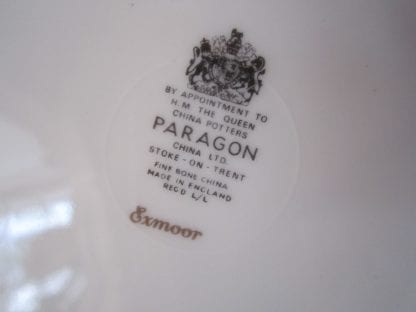 BY APPOINTMENT TO
H.M THE QUEEN
CHINA POTTERS
PARAGON
CHINA LTD.
STOKE-ON-TRENT
FINE BONE CHINA
MADE IN ENGLAND
REGD L/L
Exmoor